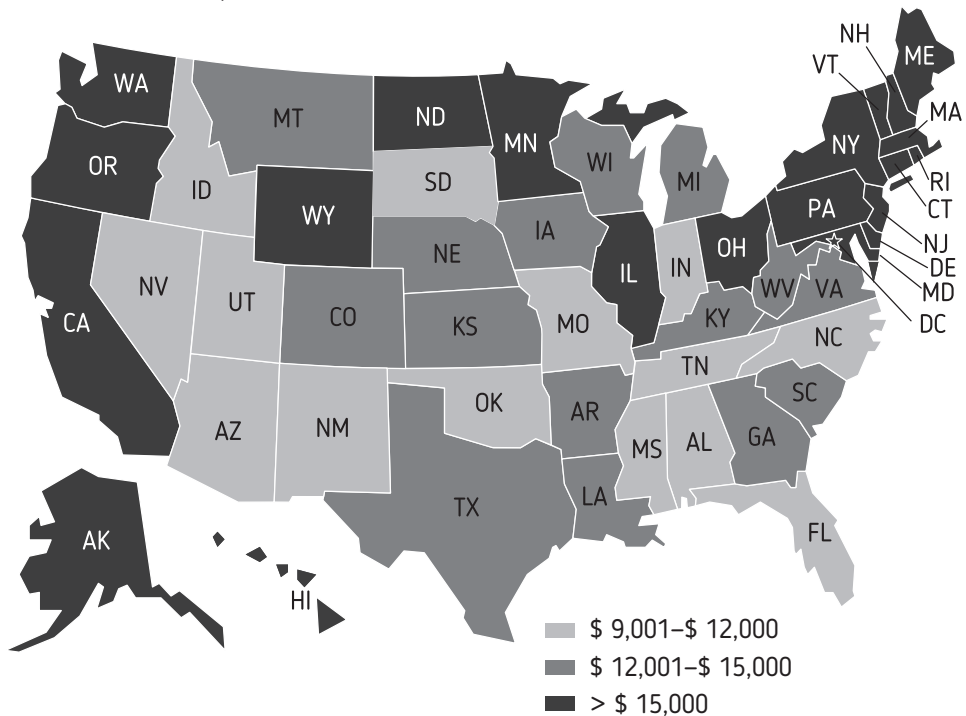 NH
ME
VT
WA
MA
MT
ND
MN
OR
NY
WI
ID
SD
MI
RI
CT
WY
PA
IA
NJ
OH
NE
DE
IL
IN
NV
WV
VA
MD
UT
CO
KS
KY
DC
CA
MO
NC
TN
OK
SC
AR
AZ
NM
GA
MS
AL
LA
TX
FL
AK
HI
$ 9,001–$ 12,000
$ 12,001–$ 15,000
> $ 15,000